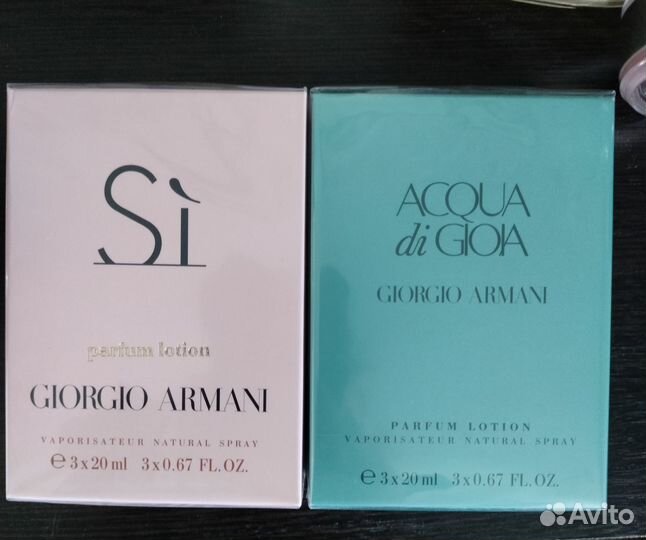 Sì
parfum lotion
GIORGIO ARMANI
VAPORISATEUR NATURAL SPRAY
℮ 3 x 20 ml 3 x 0.67 FL.OZ.
ACQUA
di GIOIA
GIORGIO ARMANI
PARFUM LOTION
VAPORISATEUR NATURAL SPRAY
℮ 3 x 20 ml 3 x 0.67 FL.OZ.
Avito